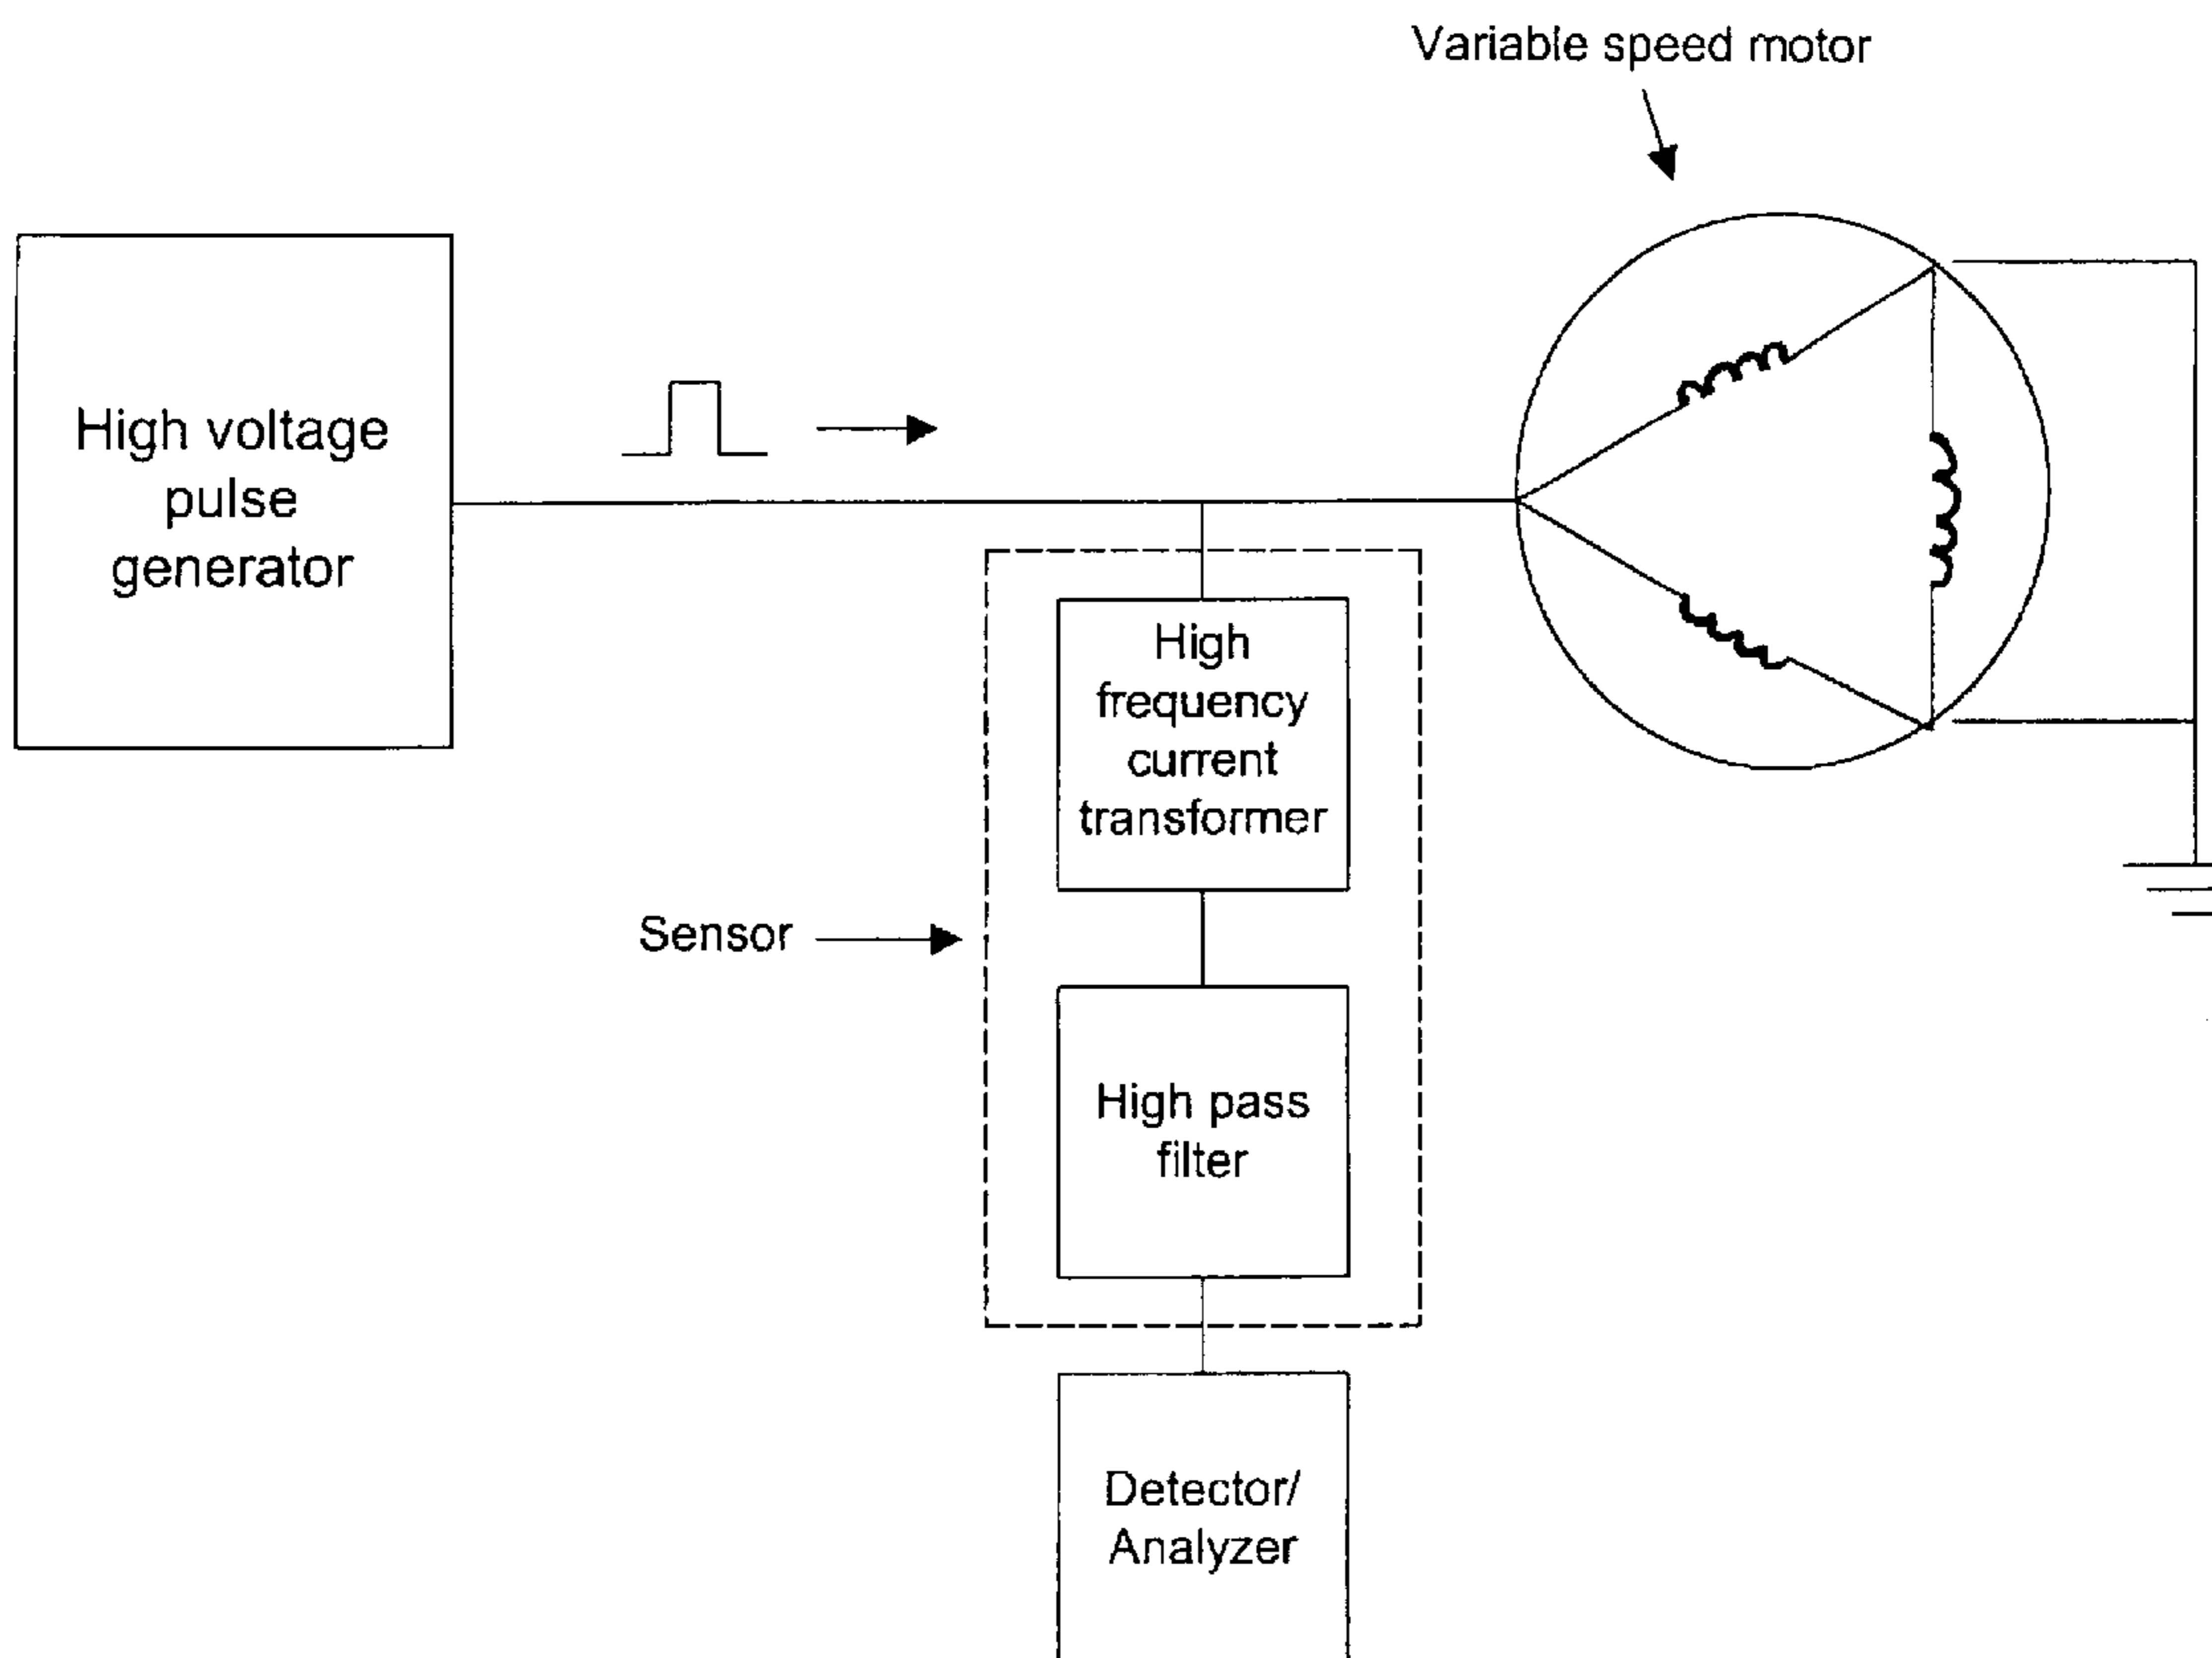 Variable speed motor
High voltage
pulse
generator
High
frequency
current
transformer
Sensor
High pass
filter
Detector/
Analyzer